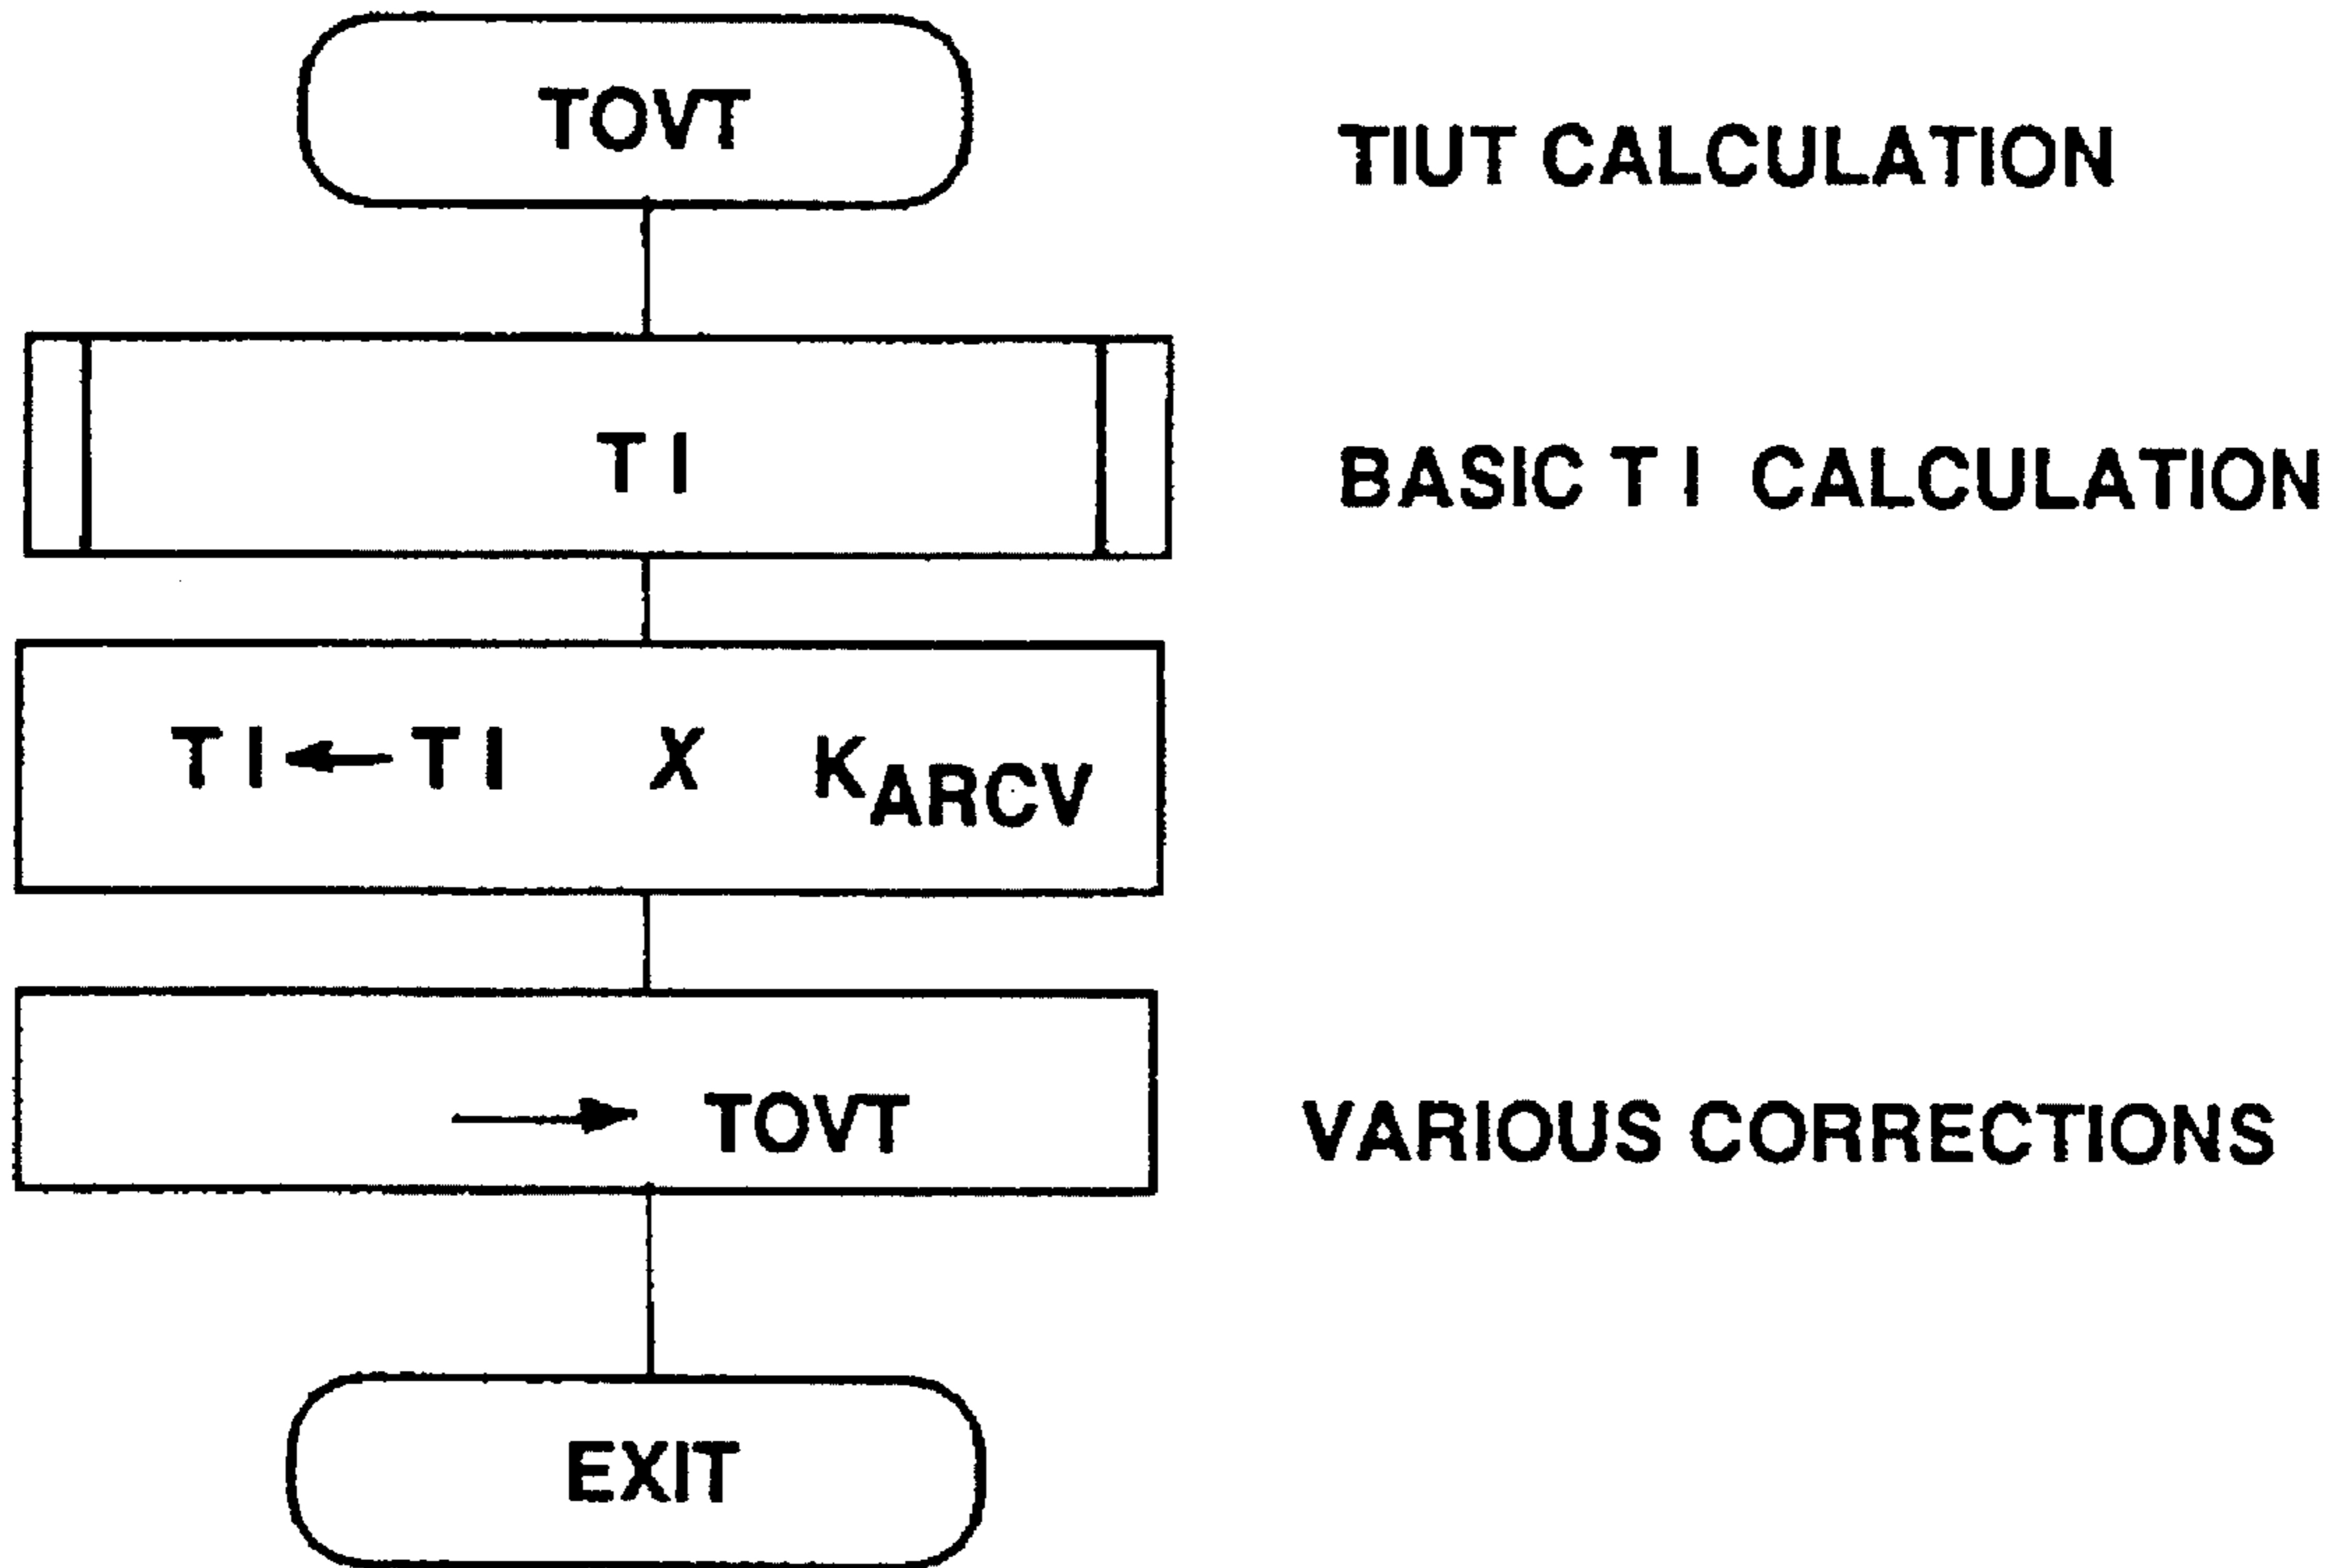 TOVT
TIUT CALCULATION
T I
BASIC T I CALCULATION
T I ← T I X KARCV
→ TOVT
VARIOUS CORRECTIONS
EXIT